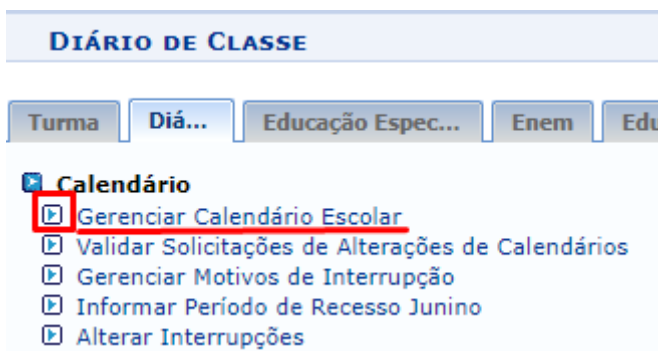 DIÁRIO DE CLASSE
Turma Diá... Educação Espec... Enem Edu
Calendário
Gerenciar Calendário Escolar
Validar Solicitações de Alterações de Calendários
Gerenciar Motivos de Interrupção
Informar Período de Recesso Junino
Alterar Interrupções